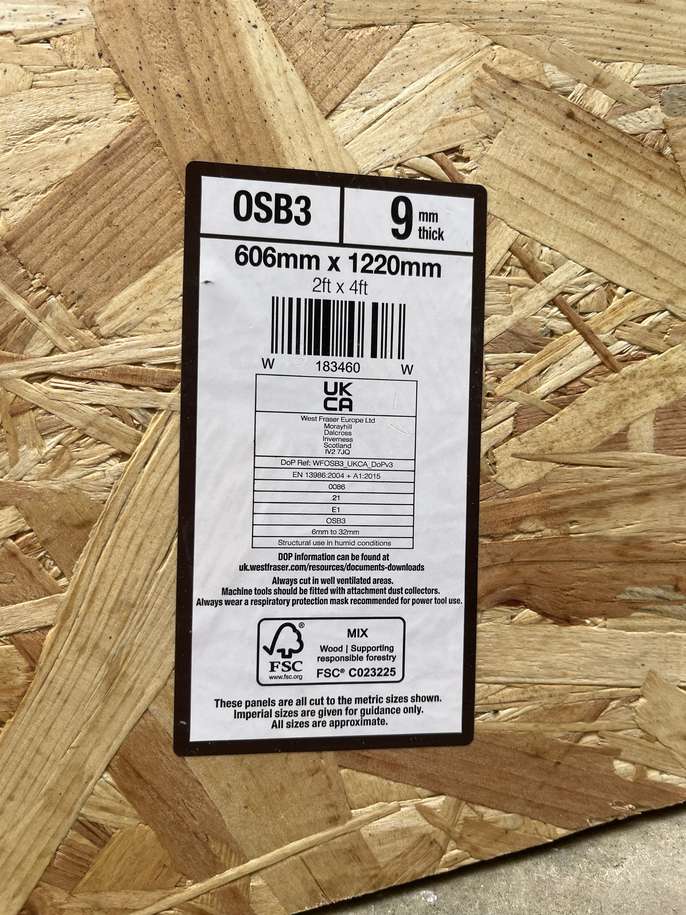 OSB3
9 mm thick
606mm x 1220mm
2ft x 4ft
W 183460 W
UK
CA
West Fraser Europe Ltd
Morayhill
Dalcross
Inverness
Scotland
IV2 7JQ
DoP Ref: WFOSB3_UKCA_DoPv3
EN 13986:2004 + A1:2015
0086
21
E1
OSB3
6mm to 32mm
Structural use in humid conditions
DOP information can be found at
uk.westfraser.com/resources/documents-downloads
Always cut in well ventilated areas.
Machine tools should be fitted with attachment dust collectors.
Always wear a respiratory protection mask recommended for power tool use.
FSC
®
www.fsc.org
MIX
Wood | Supporting
responsible forestry
FSC® C023225
These panels are all cut to the metric sizes shown.
Imperial sizes are given for guidance only.
All sizes are approximate.